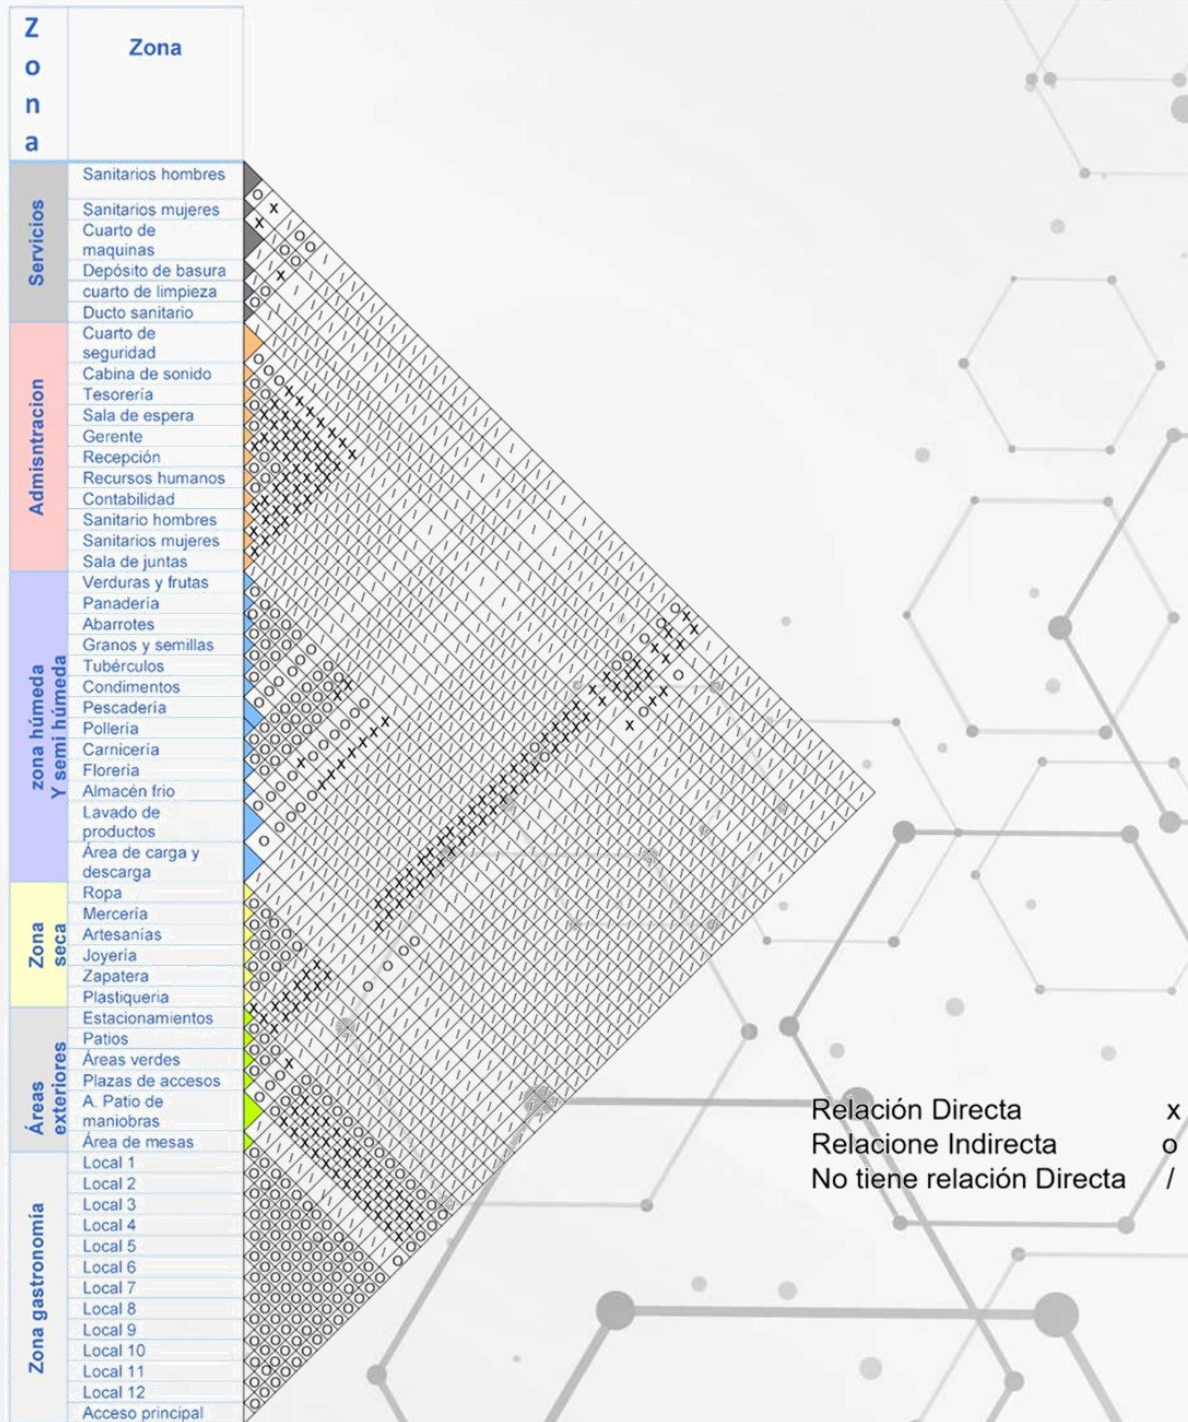 Z
o
n
a
Zona
Servicios
Sanitarios hombres
Sanitarios mujeres
Cuarto de
maquinas
Depósito de basura
cuarto de limpieza
Ducto sanitario
Admisntracion
Cuarto de
seguridad
Cabina de sonido
Tesorería
Sala de espera
Gerente
Recepción
Recursos humanos
Contabilidad
Sanitario hombres
Sanitarios mujeres
Sala de juntas
zona húmeda
Y semi húmeda
Verduras y frutas
Panadería
Abarrotes
Granos y semillas
Tubérculos
Condimentos
Pescadería
Pollería
Carnicería
Florería
Almacén frio
Lavado de
productos
Área de carga y
descarga
Zona
seca
Ropa
Mercería
Artesanías
Joyería
Zapatera
Plastiquería
Áreas
exteriores
Estacionamientos
Patios
Áreas verdes
Plazas de accesos
A. Patio de
maniobras
Área de mesas
Zona gastronomía
Local 1
Local 2
Local 3
Local 4
Local 5
Local 6
Local 7
Local 8
Local 9
Local 10
Local 11
Local 12
Acceso principal
Relación Directa x
Relacione Indirecta o
No tiene relación Directa /